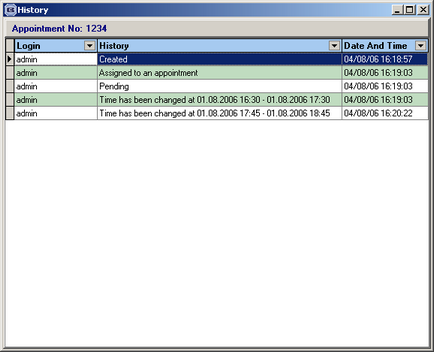 History
Appointment No: 1234
Login History Date And Time
admin Created 04/08/06 16:18:57
admin Assigned to an appointment 04/08/06 16:19:03
admin Pending 04/08/06 16:19:03
admin Time has been changed at 01.08.2006 16:30 - 01.08.2006 17:30 04/08/06 16:19:03
admin Time has been changed at 01.08.2006 17:45 - 01.08.2006 18:45 04/08/06 16:20:22